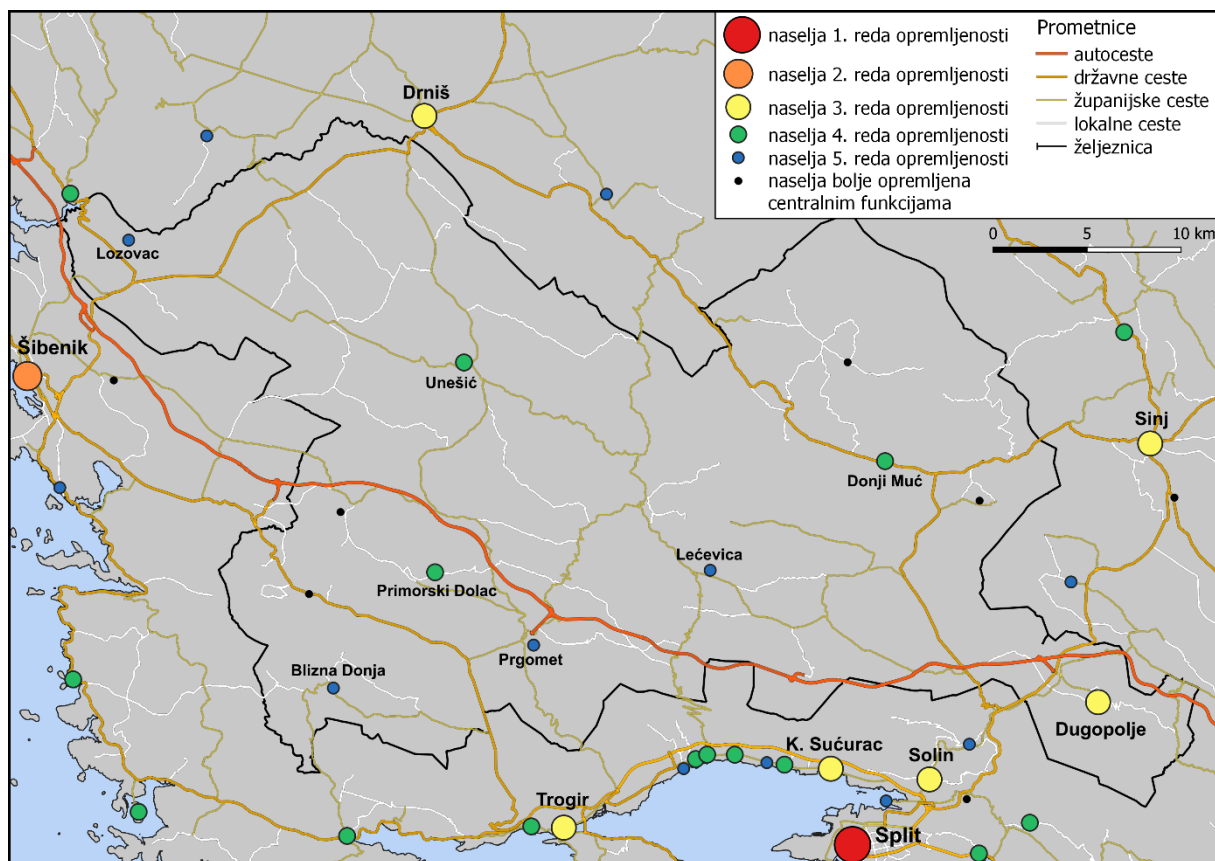 naselja 1. reda opremljenosti
naselja 2. reda opremljenosti
naselja 3. reda opremljenosti
naselja 4. reda opremljenosti
naselja 5. reda opremljenosti
naselja bolje opremljena
centralnim funkcijama
Prometnice
autoceste
državne ceste
županijske ceste
lokalne ceste
željeznica
0 5 10 km
Drniš
Lozovac
Šibenik
Unešić
Sinj
Donji Muć
Lećevica
Primorski Dolac
Prgomet
Blizna Donja
Dugopolje
K. Sućurac
Solin
Trogir
Split